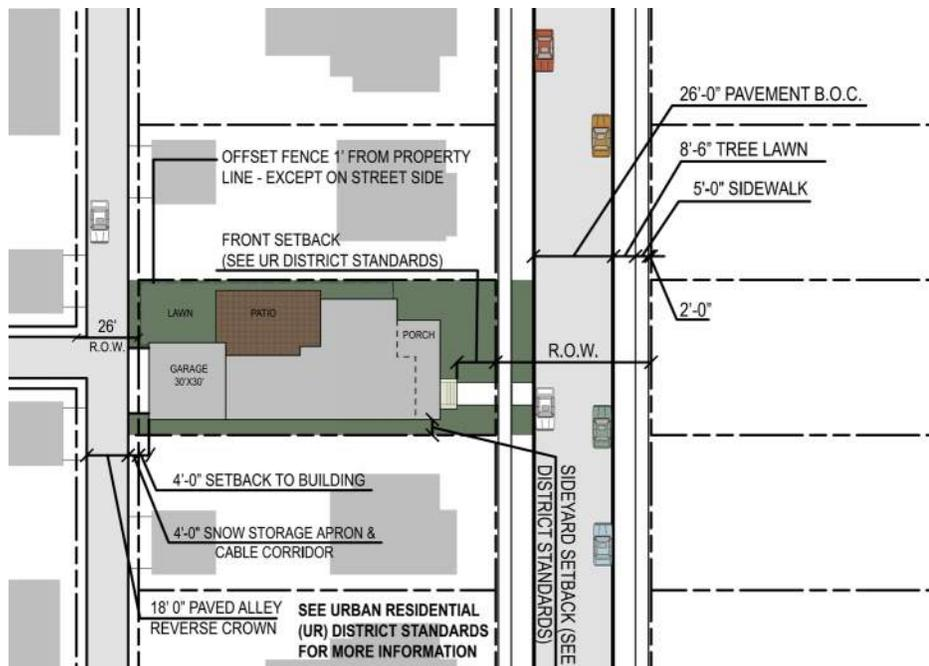 26'-0" PAVEMENT B.O.C.
8'-6" TREE LAWN
5'-0" SIDEWALK
OFFSET FENCE 1' FROM PROPERTY
LINE - EXCEPT ON STREET SIDE
FRONT SETBACK
(SEE UR DISTRICT STANDARDS)
2'-0"
LAWN
PATIO
PORCH
26'
R.O.W.
R.O.W.
GARAGE
30'X30'
4'-0" SETBACK TO BUILDING
4'-0" SNOW STORAGE APRON &
CABLE CORRIDOR
SIDEYARD SETBACK (SEE
DISTRICT STANDARDS)
18' 0" PAVED ALLEY
REVERSE CROWN
SEE URBAN RESIDENTIAL
(UR) DISTRICT STANDARDS
FOR MORE INFORMATION